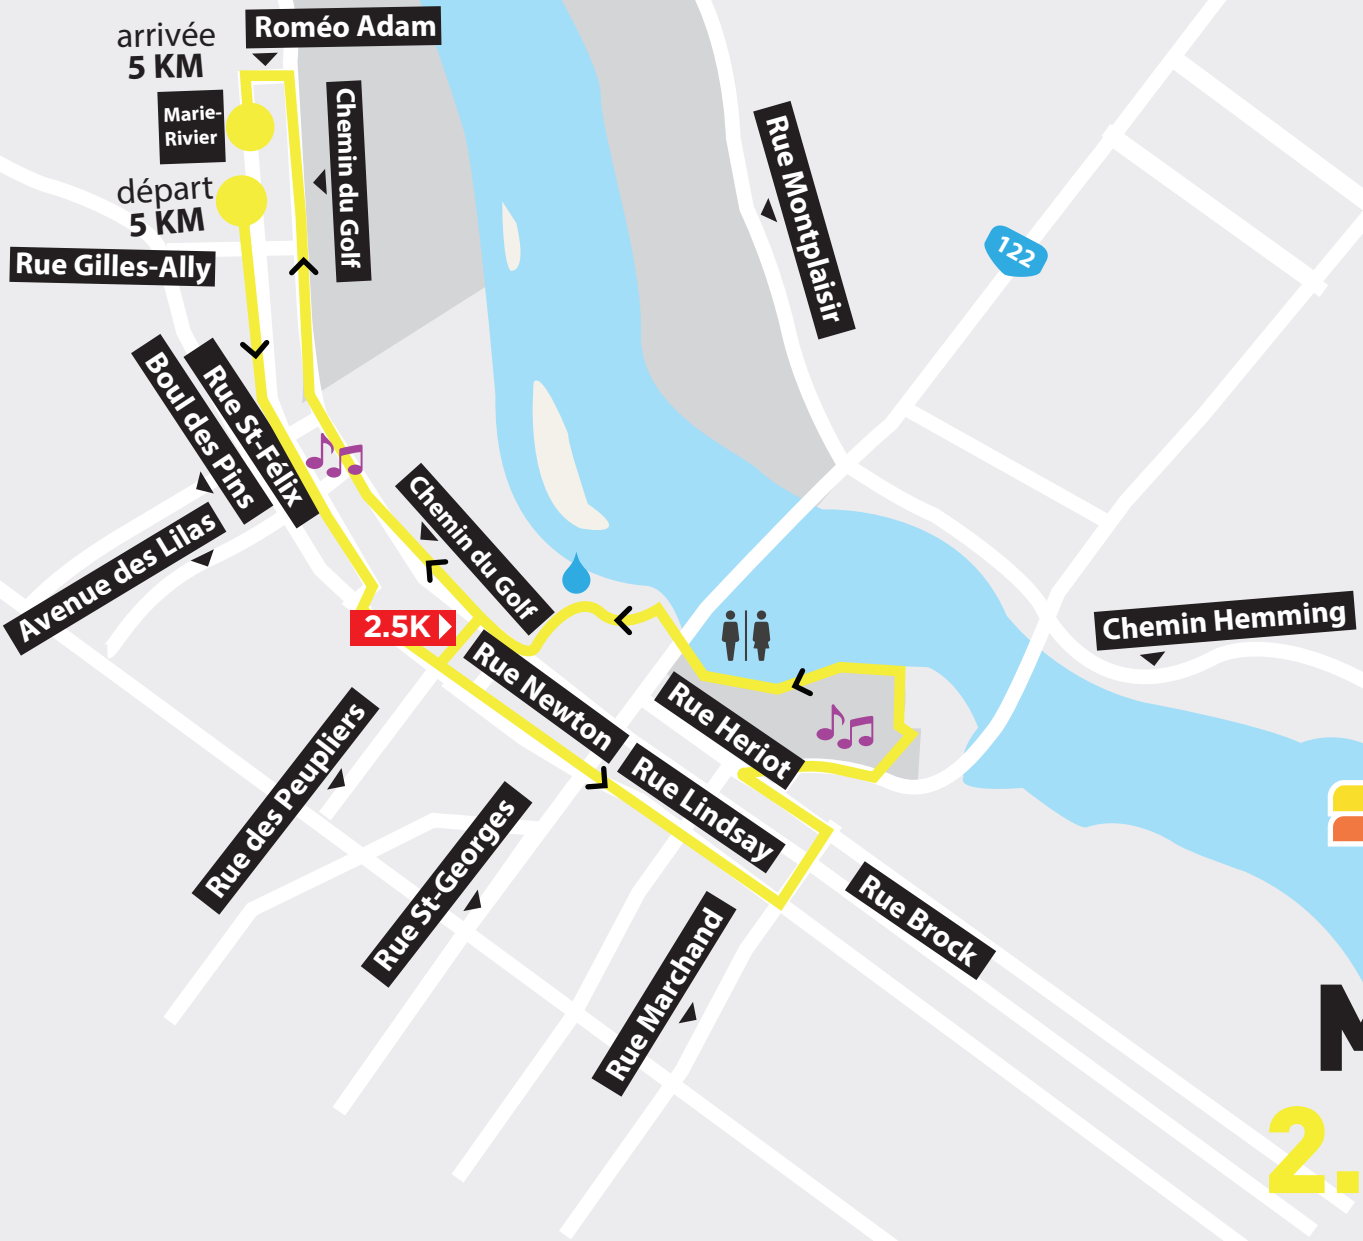 arrivée
5 KM
Roméo Adam
Marie-
Rivier
Chemin du Golf
départ
5 KM
Rue Gilles-Ally
Rue Montplaisir
122
Boul des Pins
Rue St-Félix
Avenue des Lilas
Chemin du Golf
2.5K
Chemin Hemming
Rue Newton
Rue Heriot
Rue Lindsay
Rue des Peupliers
Rue St-Georges
Rue Brock
Rue Marchand
M
2.